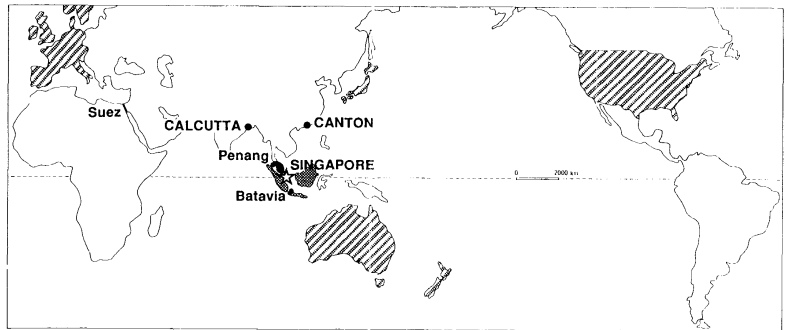 Suez
CALCUTTA
CANTON
Penang
SINGAPORE
Batavia
0 2000 km